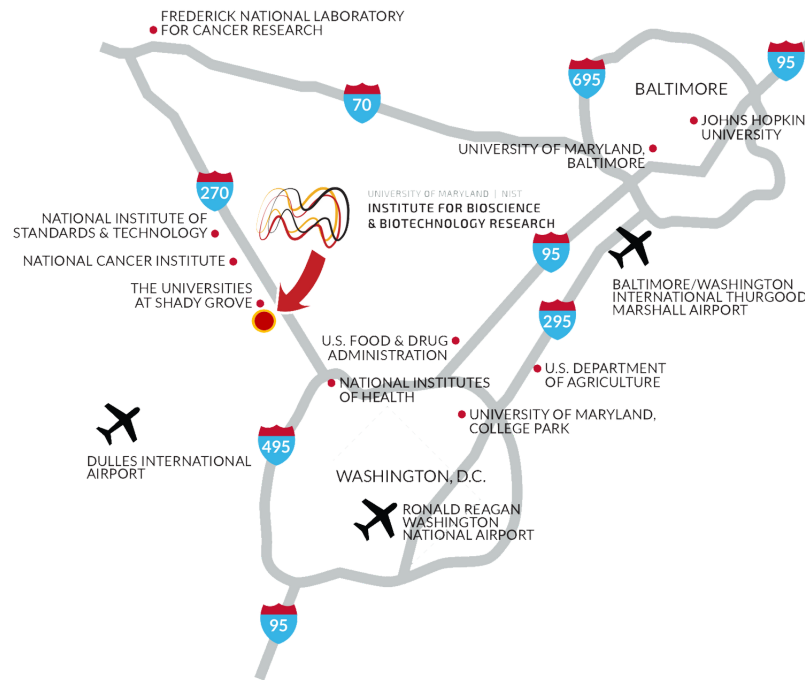 FREDERICK NATIONAL LABORATORY
FOR CANCER RESEARCH
95
695
70
BALTIMORE
JOHNS HOPKIN
UNIVERSITY
UNIVERSITY OF MARYLAND,
BALTIMORE
270
UNIVERSITY OF MARYLAND | NIST
INSTITUTE FOR BIOSCIENCE
& BIOTECHNOLOGY RESEARCH
NATIONAL INSTITUTE OF
STANDARDS & TECHNOLOGY
NATIONAL CANCER INSTITUTE
THE UNIVERSITIES
AT SHADY GROVE
95
BALTIMORE/WASHINGTON
INTERNATIONAL THURGOOD
MARSHALL AIRPORT
295
U.S. FOOD & DRUG
ADMINISTRATION
U.S. DEPARTMENT
OF AGRICULTURE
NATIONAL INSTITUTES
OF HEALTH
UNIVERSITY OF MARYLAND,
COLLEGE PARK
495
DULLES INTERNATIONAL
AIRPORT
WASHINGTON, D.C.
RONALD REAGAN
WASHINGTON
NATIONAL AIRPORT
95